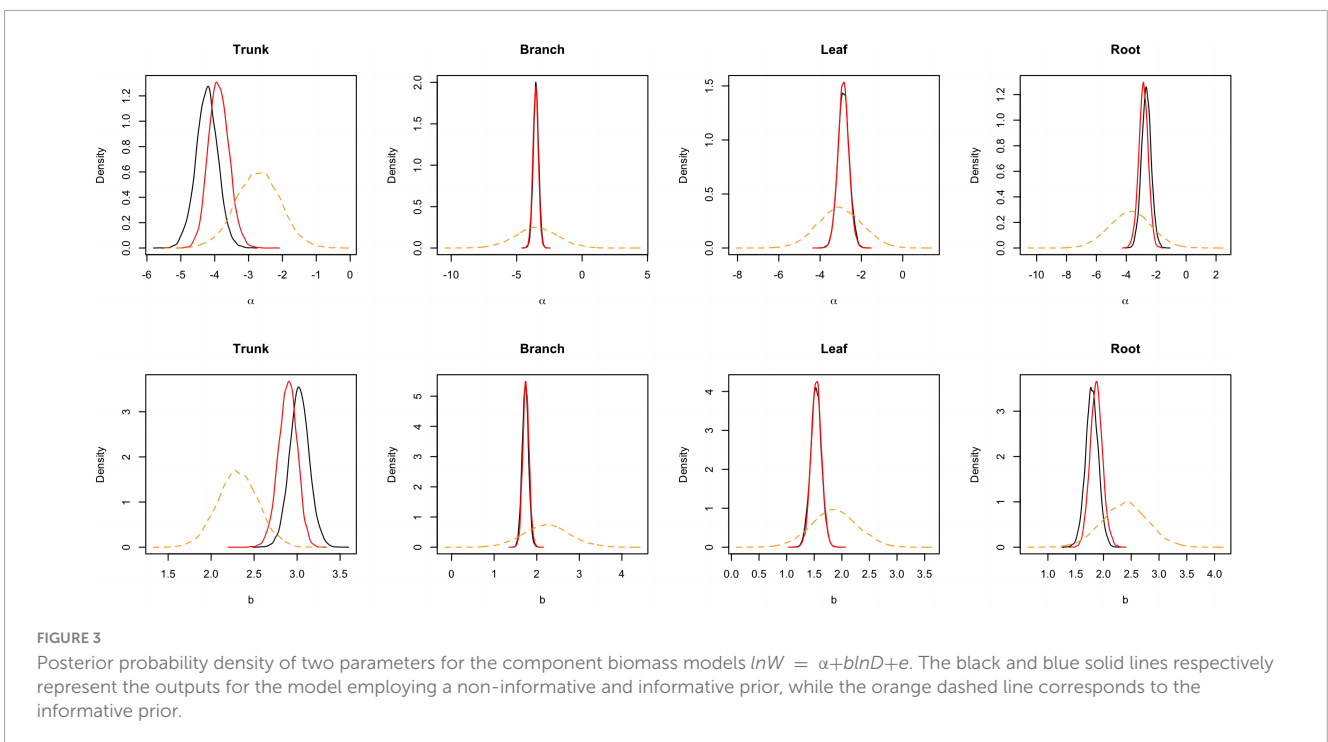 Trunk Branch Leaf Root
Density 0.0 0.2 0.4 0.6 0.8 1.0 1.2
-6 -5 -4 -3 -2 -1 0
α
Density 0.0 0.5 1.0 1.5 2.0
-10 -5 0 5
α
Density 0.0 0.5 1.0 1.5
-8 -6 -4 -2 0
α
Density 0.0 0.2 0.4 0.6 0.8 1.0 1.2
-10 -8 -6 -4 -2 0 2
α
Trunk Branch Leaf Root
Density 0 1 2 3
1.5 2.0 2.5 3.0 3.5
b
Density 0 1 2 3 4 5
0 1 2 3 4
b
Density 0 1 2 3 4
0.0 0.5 1.0 1.5 2.0 2.5 3.0 3.5
b
Density 0 1 2 3
1.0 1.5 2.0 2.5 3.0 3.5 4.0
b
FIGURE 3
Posterior probability density of two parameters for the component biomass models lnW = α+blnD+e. The black and blue solid lines respectively
represent the outputs for the model employing a non-informative and informative prior, while the orange dashed line corresponds to the
informative prior.